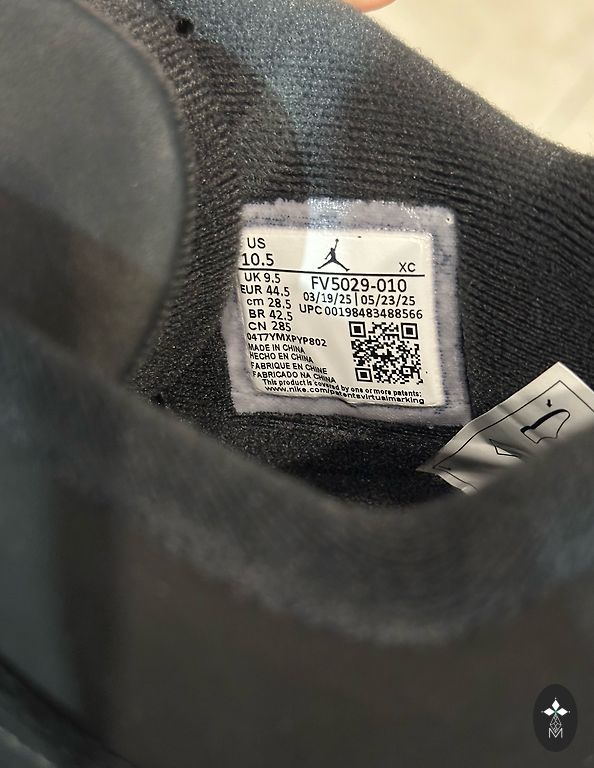 US
10.5
XC
UK 9.5
FV5029-010
EUR 44.5
03/19/25 | 05/23/25
cm 28.5
UPC 00198483488566
BR 42.5
CN 285
04T7YMXPYP802
MADE IN CHINA
HECHO EN CHINA
FABRIQUE EN CHINE
FABRICADO NA CHINA
This product is covered by one or more patents:
www.nike.com/patentsvirtualmarking
M